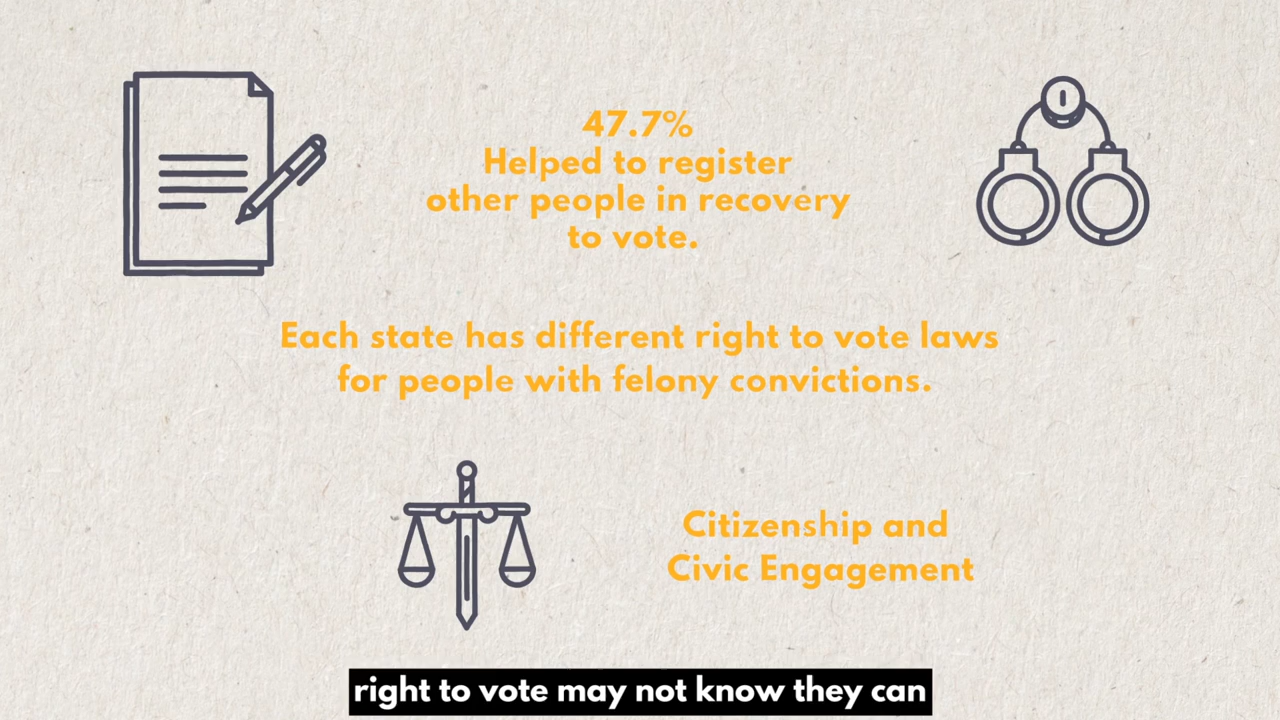 47.7%
Helped to register
other people in recovery
to vote.
Each state has different right to vote laws
for people with felony convictions.
Citizenship and
Civic Engagement
right to vote may not know they can